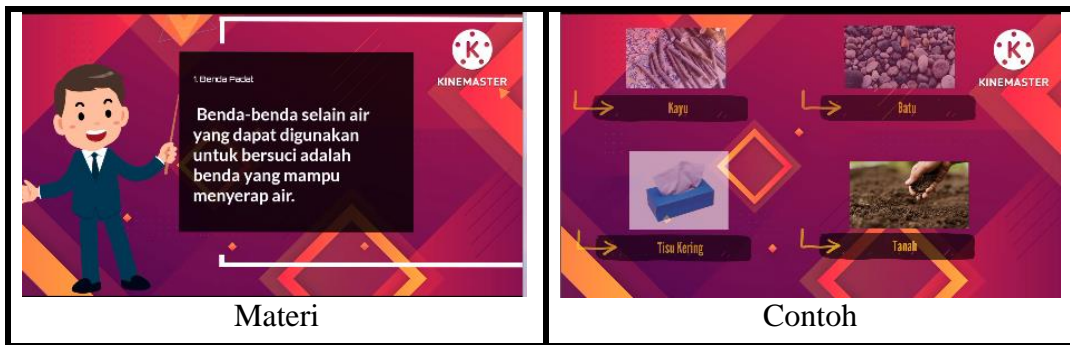 1. Benda Padat
Benda-benda selain air
yang dapat digunakan
untuk bersuci adalah
benda yang mampu
menyerap air.
K
KINEMASTER
Materi
Kayu
Batu
Tisu Kering
Tanah
K
KINEMASTER
Contoh